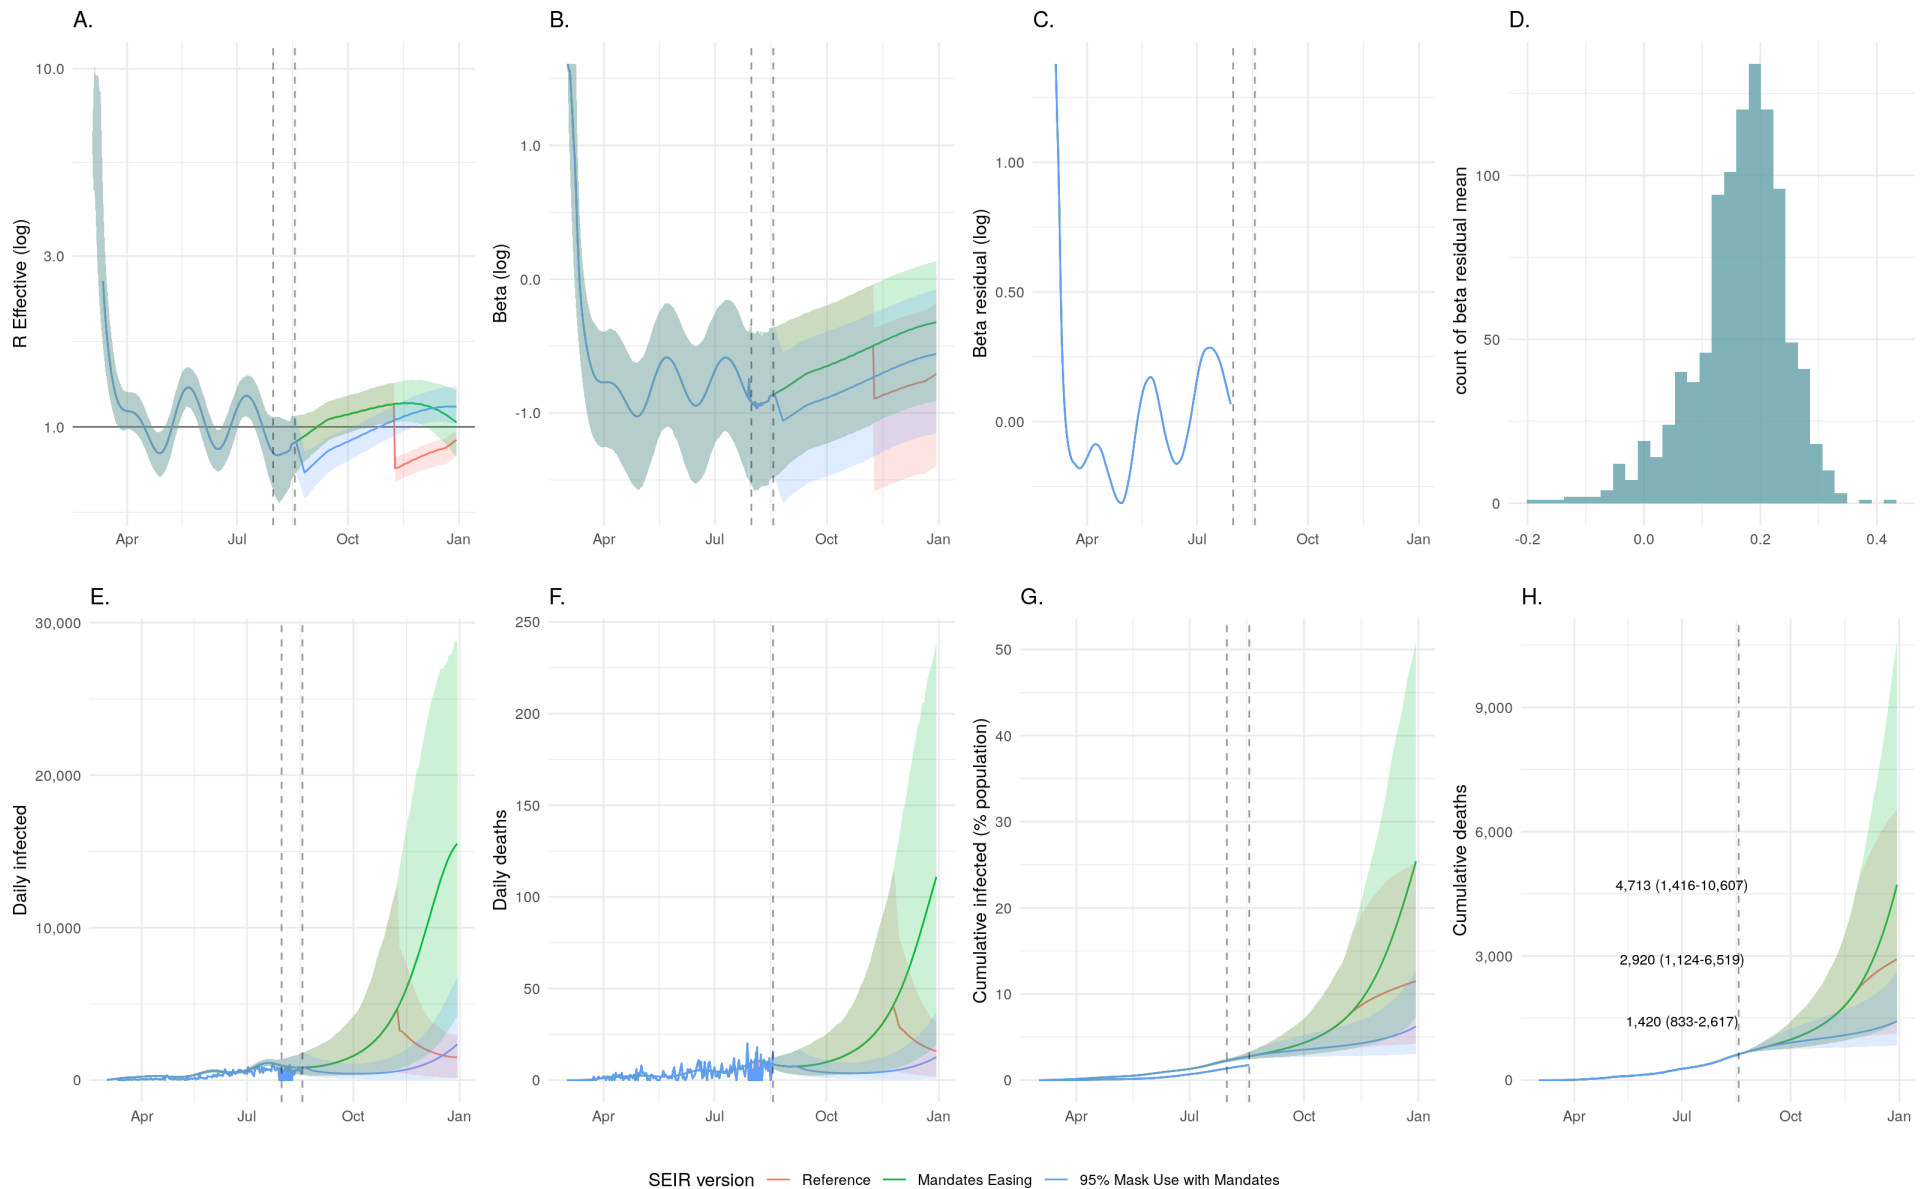 A.
R Effective (log)
10.0
3.0
1.0
Apr Jul Oct Jan
B.
Beta (log)
1.0
0.0
-1.0
Apr Jul Oct Jan
C.
Beta residual (log)
1.00
0.50
0.00
Apr Jul Oct Jan
D.
count of beta residual mean
100
50
0
-0.2 0.0 0.2 0.4
E.
Daily infected
30,000
20,000
10,000
0
Apr Jul Oct Jan
F.
Daily deaths
250
200
150
100
50
0
Apr Jul Oct Jan
G.
Cumulative infected (% population)
50
40
30
20
10
0
Apr Jul Oct Jan
H.
Cumulative deaths
9,000
6,000
3,000
0
4,713 (1,416-10,607)
2,920 (1,124-6,519)
1,420 (833-2,617)
Apr Jul Oct Jan
SEIR version Reference Mandates Easing 95% Mask Use with Mandates